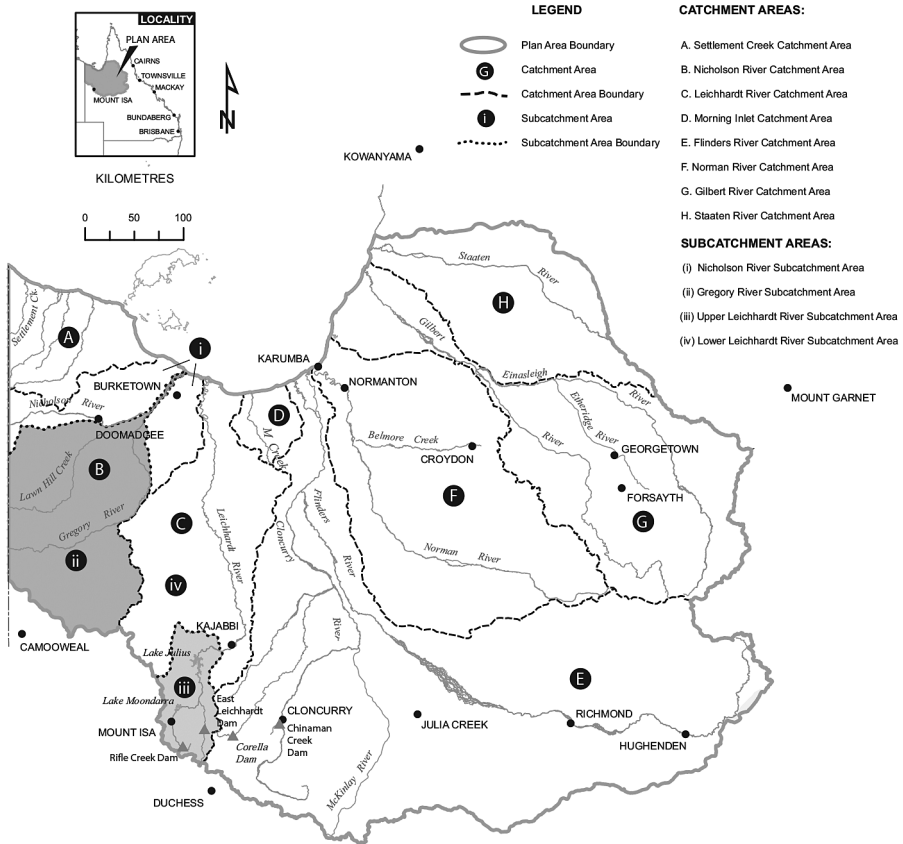 LOCALITY
PLAN AREA
CAIRNS
TOWNSVILLE
MACKAY
MOUNT ISA
BUNDABERG
BRISBANE
N
KILOMETRES
0 50 100
LEGEND
Plan Area Boundary
G Catchment Area
Catchment Area Boundary
i Subcatchment Area
Subcatchment Area Boundary
CATCHMENT AREAS:
A. Settlement Creek Catchment Area
B. Nicholson River Catchment Area
C. Leichhardt River Catchment Area
D. Morning Inlet Catchment Area
E. Flinders River Catchment Area
F. Norman River Catchment Area
G. Gilbert River Catchment Area
H. Staaten River Catchment Area
SUBCATCHMENT AREAS:
(i) Nicholson River Subcatchment Area
(ii) Gregory River Subcatchment Area
(iii) Upper Leichhardt River Subcatchment Area
(iv) Lower Leichhardt River Subcatchment Area
KOWANYAMA
Staaten River
H
Settlement Ck.
A
i
Gilbert
River
KARUMBA
NORMANTON
Einasleigh
River
BURKETOWN
MOUNT GARNET
Nicholson River
DOOMADGEE
D
M. Creek
Etheridge
River
Belmore Creek
CROYDON
GEORGETOWN
B
Lawn Hill Creek
FORSAYTH
F
G
Gregory River
C
Leichhardt
River
Cloncurry
River
Flinders
River
Norman River
ii
iv
KAJABBI
CAMOOWEAL
Lake Julius
iii
E
Lake Moondarra
East
Leichhardt
Dam
CLONCURRY
Chinaman
Creek
Dam
JULIA CREEK
RICHMOND
MOUNT ISA
HUGHENDEN
Rifle Creek Dam
Corella
Dam
McKinlay River
DUCHESS